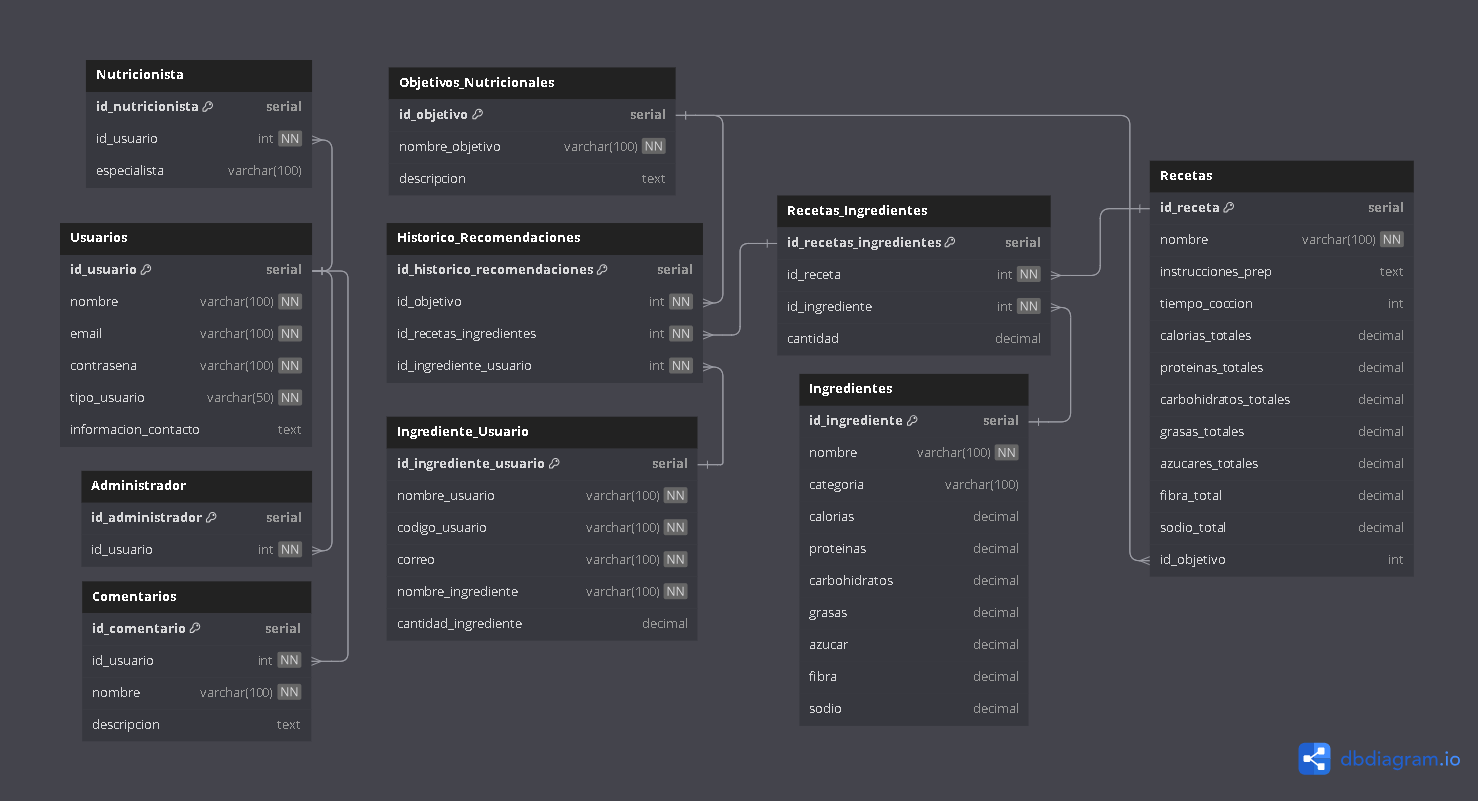 Nutricionista
id_nutricionista serial
id_usuario int NN
especialista varchar(100)
Usuarios
id_usuario serial
nombre varchar(100) NN
email varchar(100) NN
contrasena varchar(100) NN
tipo_usuario varchar(50) NN
informacion_contacto text
Administrador
id_administrador serial
id_usuario int NN
Comentarios
id_comentario serial
id_usuario int NN
nombre varchar(100) NN
descripcion text
Objetivos_Nutricionales
id_objetivo serial
nombre_objetivo varchar(100) NN
descripcion text
Historico_Recomendaciones
id_historico_recomendaciones serial
id_objetivo int NN
id_recetas_ingredientes int NN
id_ingrediente_usuario int NN
Ingrediente_Usuario
id_ingrediente_usuario serial
nombre_usuario varchar(100) NN
codigo_usuario varchar(100) NN
correo varchar(100) NN
nombre_ingrediente varchar(100) NN
cantidad_ingrediente decimal
Recetas_Ingredientes
id_recetas_ingredientes serial
id_receta int NN
id_ingrediente int NN
cantidad decimal
Ingredientes
id_ingrediente serial
nombre varchar(100) NN
categoria varchar(100)
calorias decimal
proteinas decimal
carbohidratos decimal
grasas decimal
azucar decimal
fibra decimal
sodio decimal
Recetas
id_receta serial
nombre varchar(100) NN
instrucciones_prep text
tiempo_coccion int
calorias_totales decimal
proteinas_totales decimal
carbohidratos_totales decimal
grasas_totales decimal
azucares_totales decimal
fibra_total decimal
sodio_total decimal
id_objetivo int
dbdiagram.io